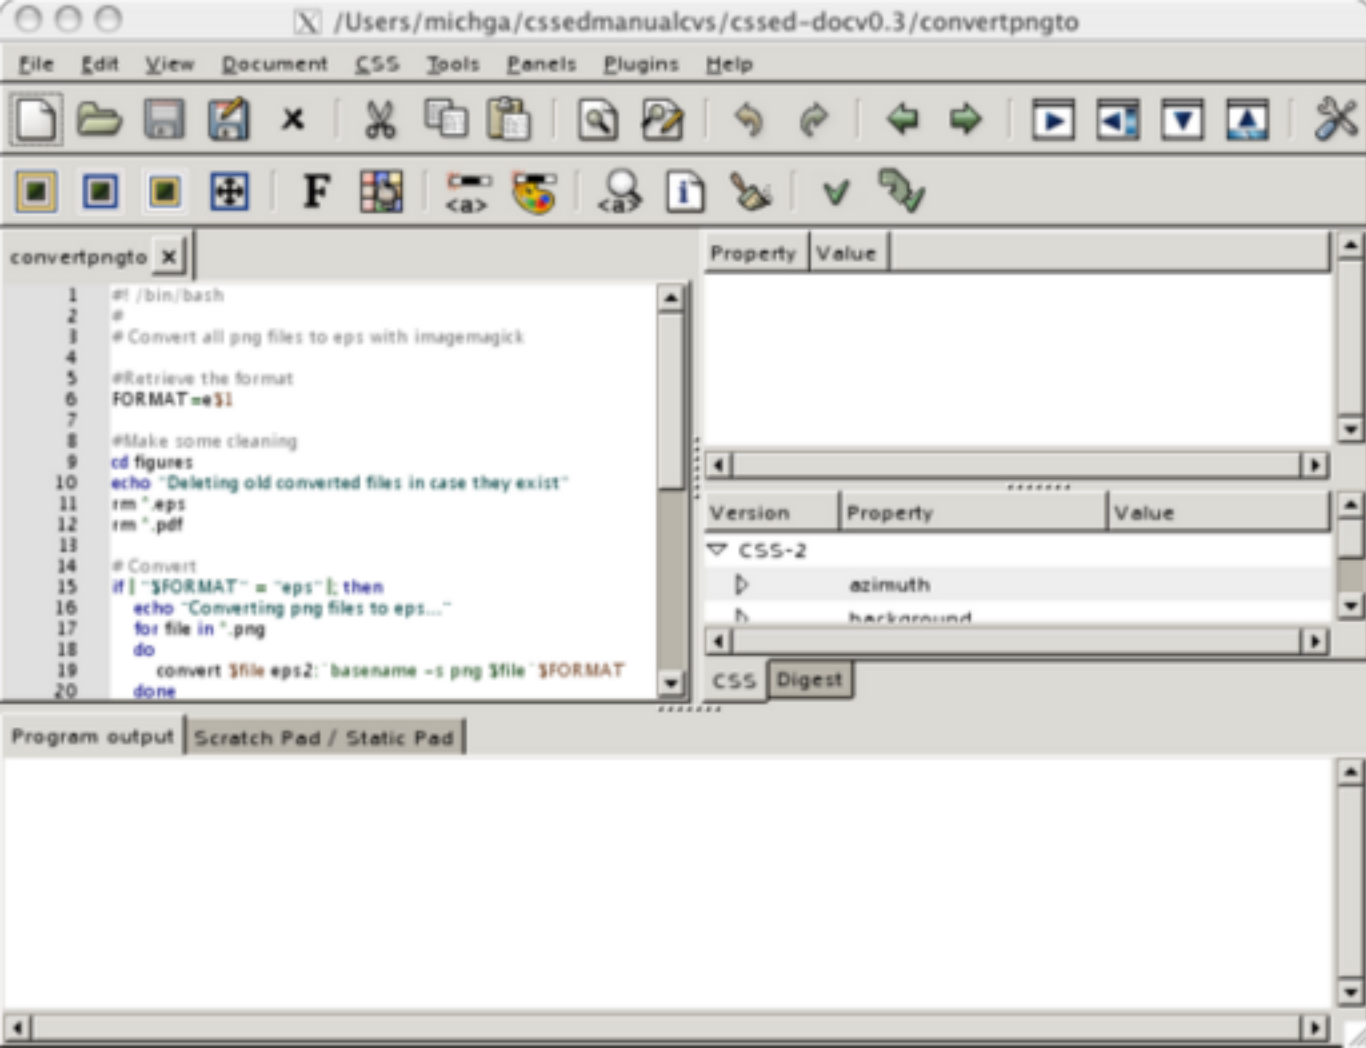 X /Users/michga/cssedmanualcvs/cssed-docv0.3/convertpngto
File Edit View Document CSS Tools Panels Plugins Help
F <a> <a> i
convertpngto x
Property Value
1 #! /bin/bash
2 #
3 # Convert all png files to eps with imagemagick
4
5 #Retrieve the format
6 FORMAT=e$1
7
8 #Make some cleaning
9 cd figures
10 echo "Deleting old converted files in case they exist"
11 rm *.eps
12 rm *.pdf
13
14 # Convert
15 if [ "$FORMAT" = "eps" ]; then
16 echo "Converting png files to eps..."
17 for file in *.png
18 do
19 convert $file eps2:`basename -s png $file`$FORMAT
20 done
Version Property Value
CSS-2
azimuth
background
CSS Digest
Program output Scratch Pad / Static Pad